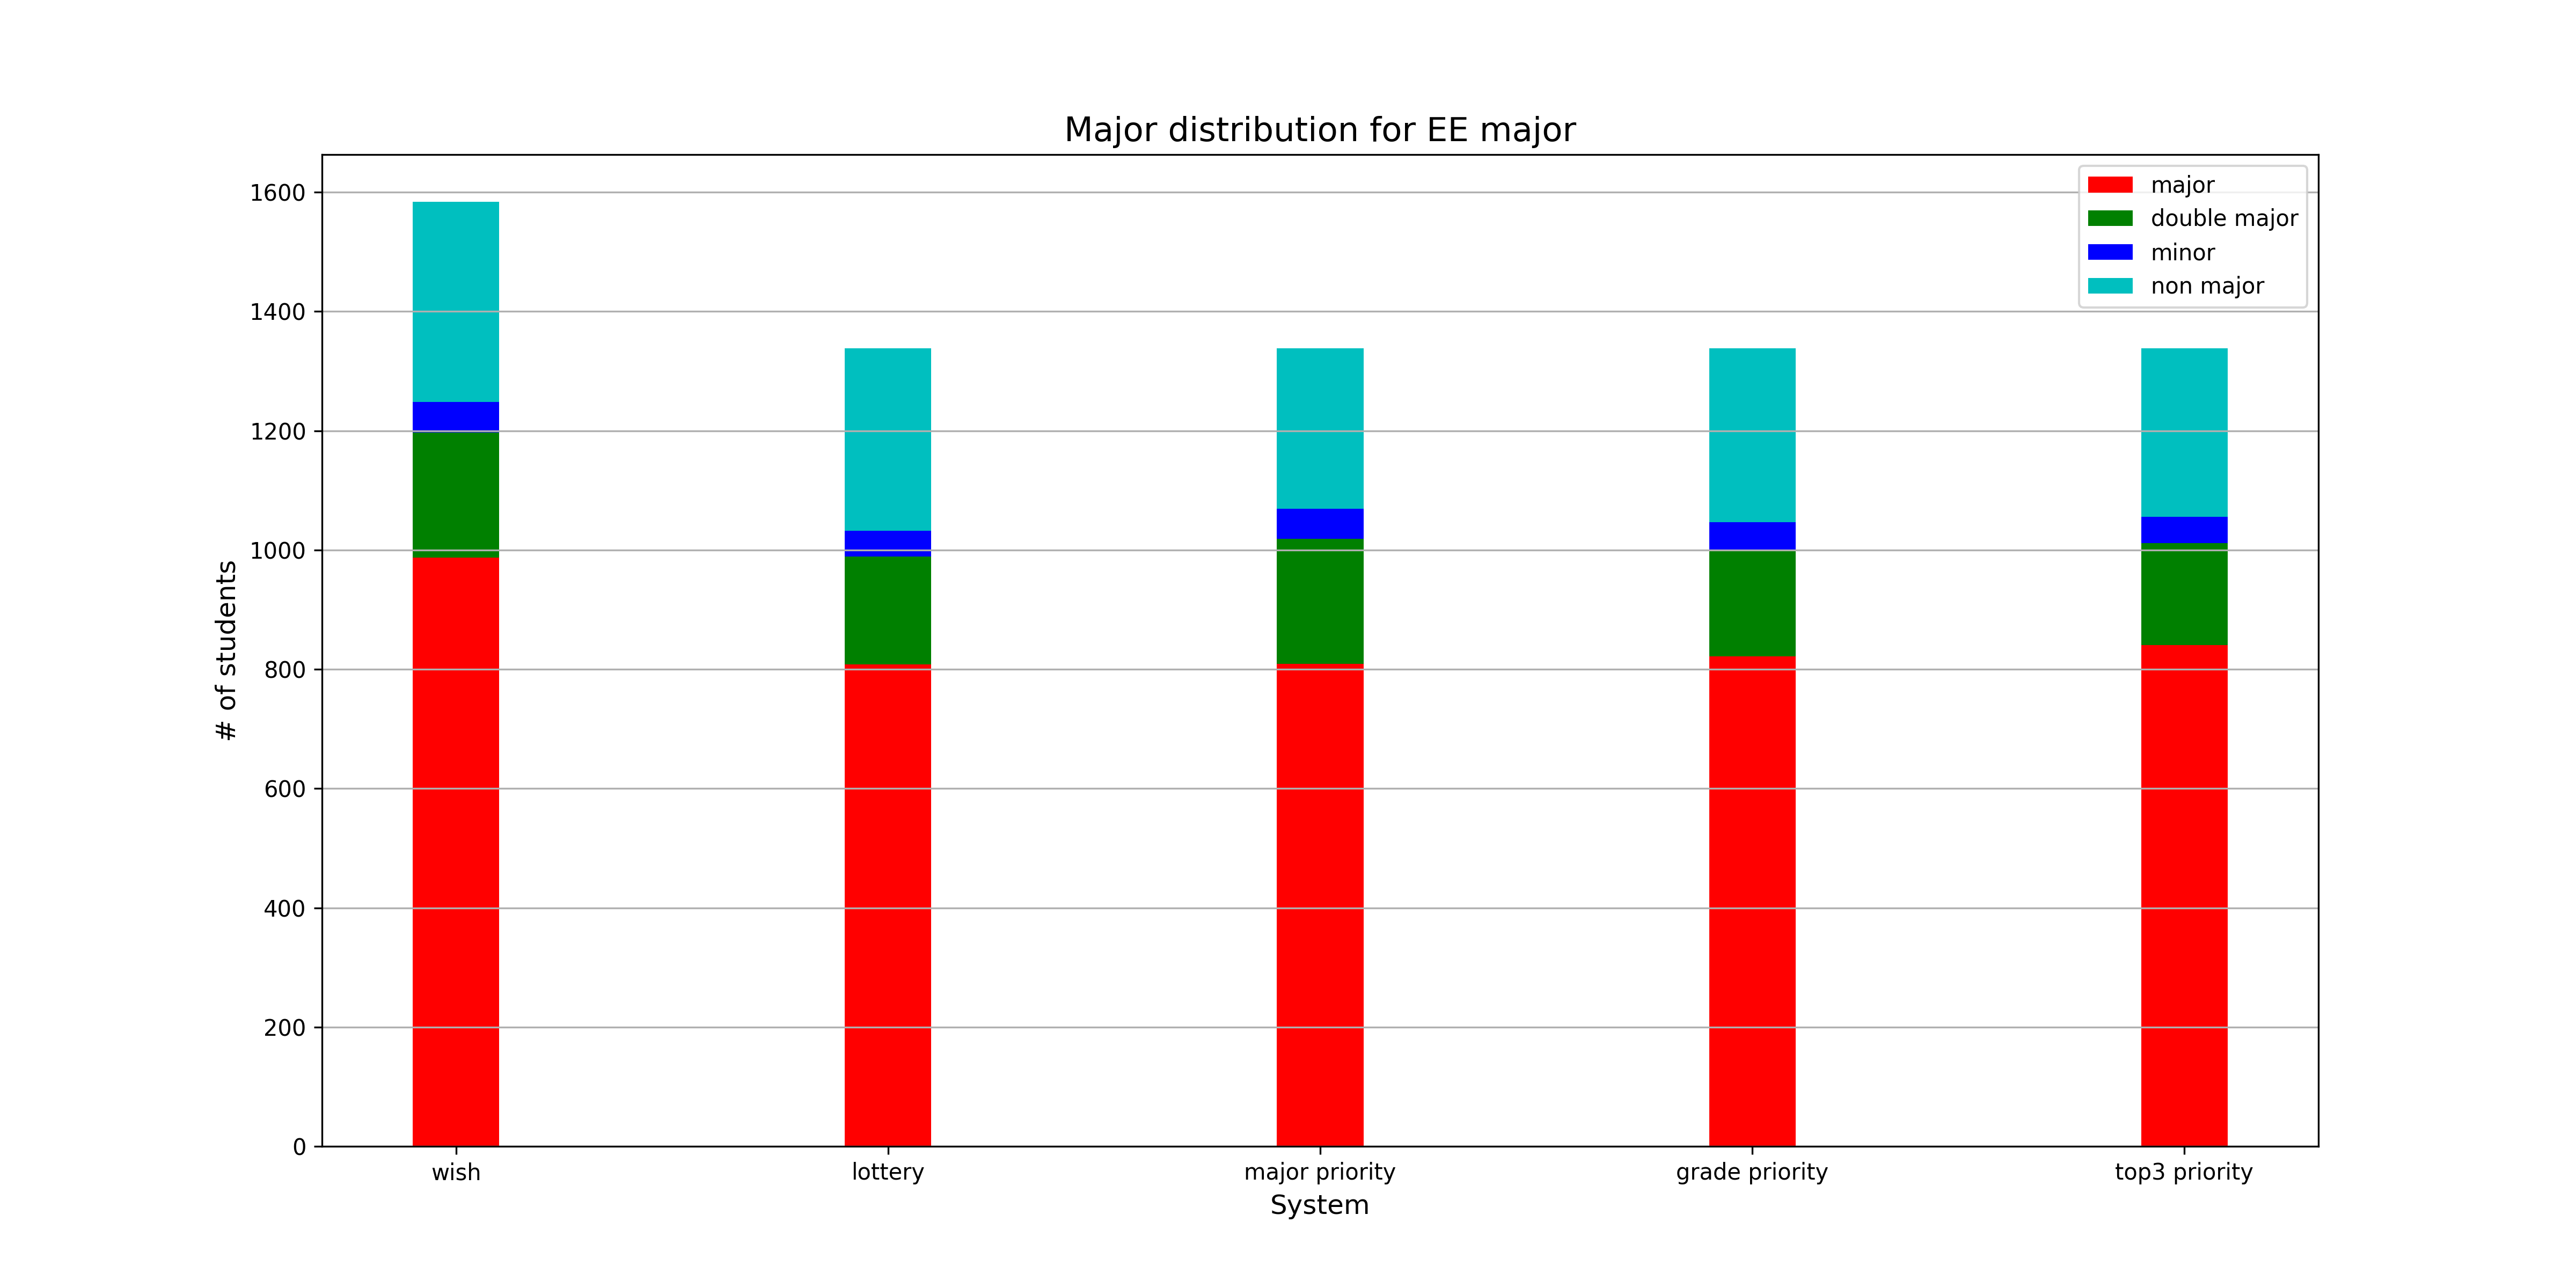 Major distribution for EE major
major
double major
minor
non major
1600
1400
1200
1000
800
600
400
200
0
# of students
wish
lottery
major priority
grade priority
top3 priority
System